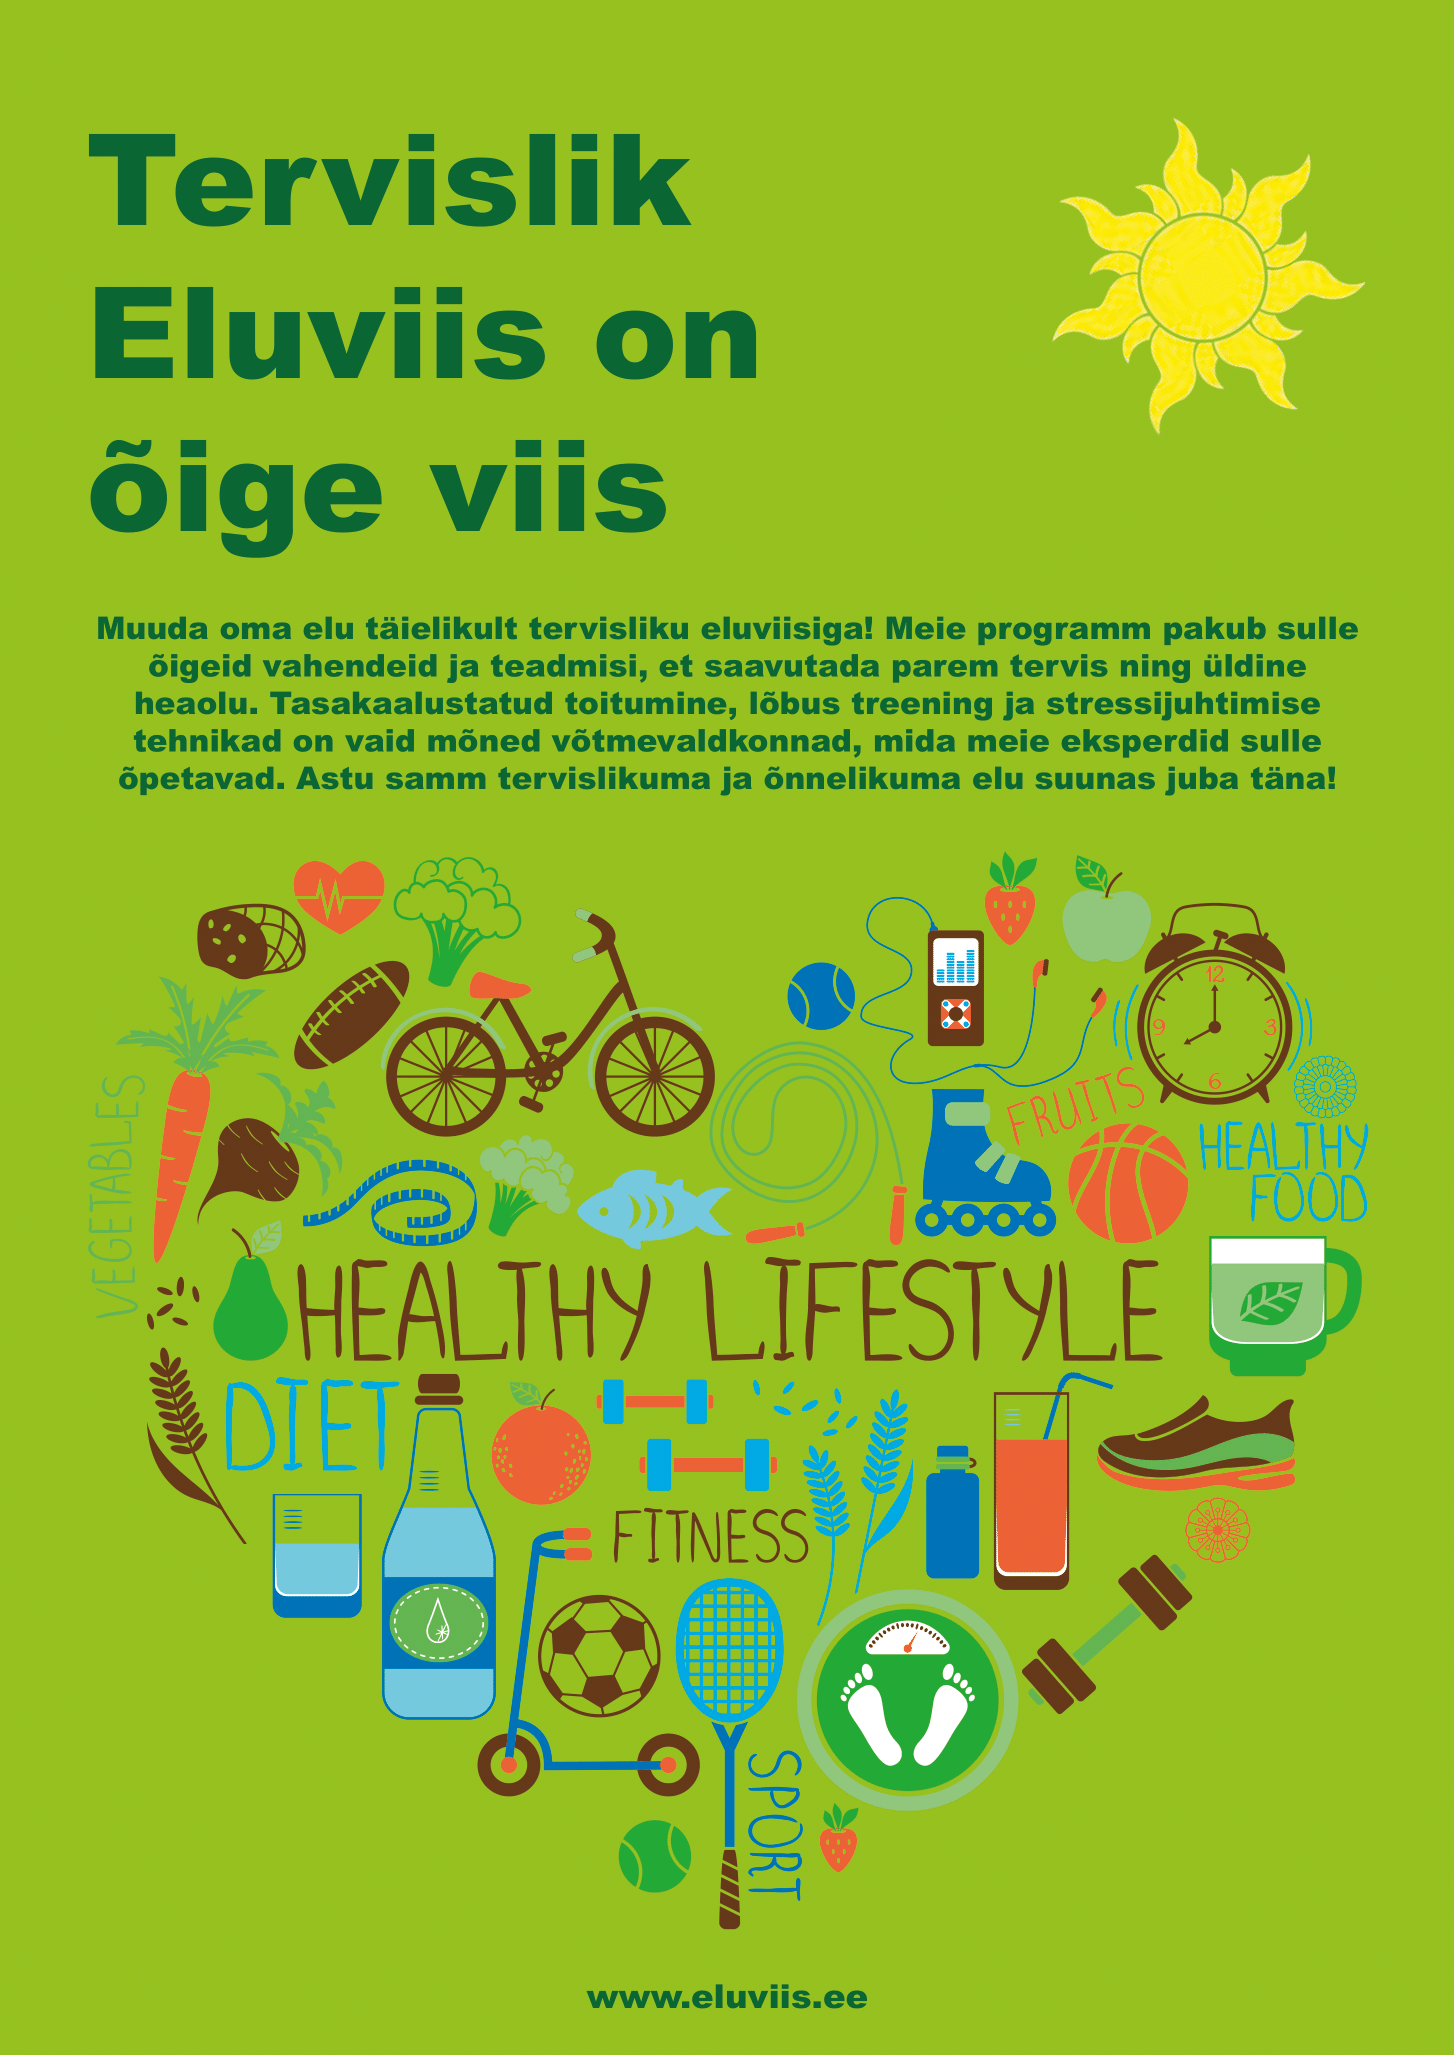 Tervislik
Eluviis on
õige viis
Muuda oma elu täielikult tervisliku eluviisiga! Meie programm pakub sulle
õigeid vahendeid ja teadmisi, et saavutada parem tervis ning üldine
heaolu. Tasakaalustatud toitumine, lõbus treening ja stressijuhtimise
tehnikad on vaid mõned võtmevaldkonnad, mida meie eksperdid sulle
õpetavad. Astu samm tervislikuma ja õnnelikuma elu suunas juba täna!
12
9
3
6
VEGETABLES
FRUITS
HEALTHY
FOOD
HEALTHY LIFESTYLE
DIET
FITNESS
SPORT
www.eluviis.ee